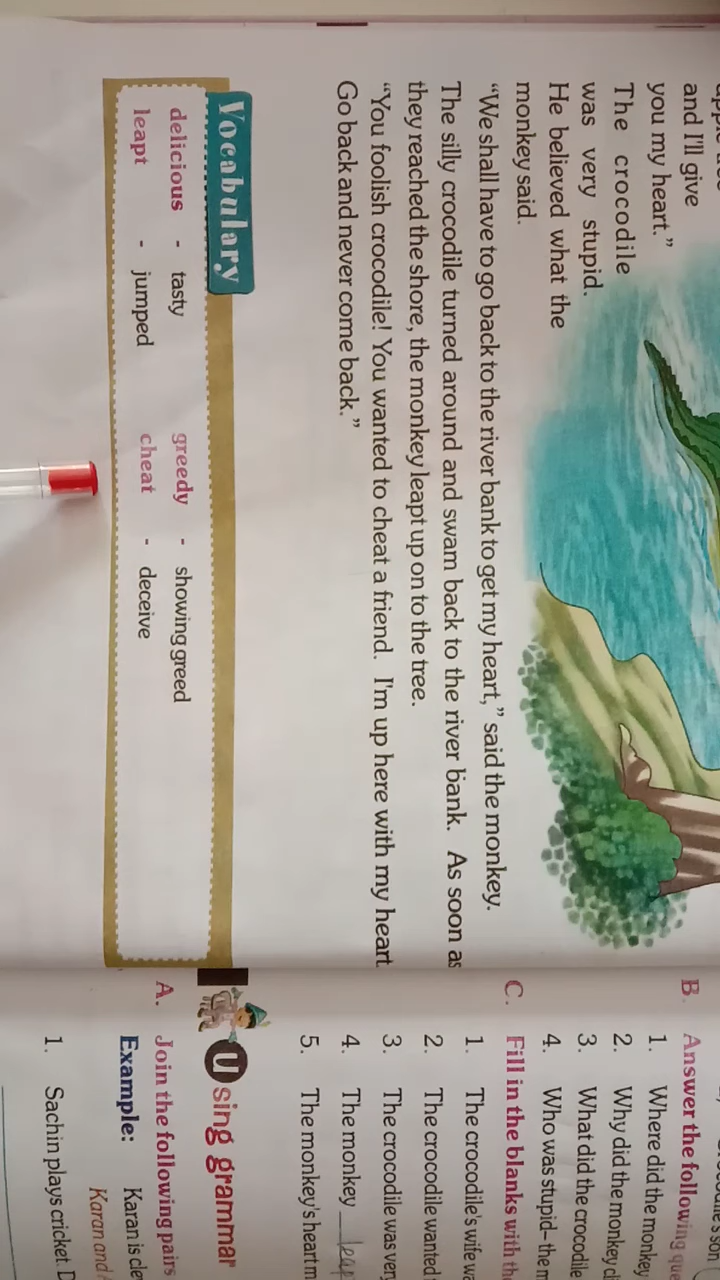 and I'll give
you my heart.”
The crocodile
was very stupid.
He believed what the
monkey said.
“We shall have to go back to the river bank to get my heart,” said the monkey.
The silly crocodile turned around and swam back to the river bank. As soon as
they reached the shore, the monkey leapt up on to the tree.
“You foolish crocodile! You wanted to cheat a friend. I'm up here with my heart.
Go back and never come back.”
Vocabulary
delicious - tasty greedy - showing greed
leapt - jumped cheat - deceive
B. Answer the following
1. Where did the monkey
2. Why did the monkey
3. What did the crocodile
4. Who was stupid– the
C. Fill in the blanks with
1. The crocodile's wife
2. The crocodile wanted
3. The crocodile was
4. The monkey
5. The monkey's heart
Using grammar
A. Join the following pairs
Example: Karan is
Karan and
1. Sachin plays cricket.